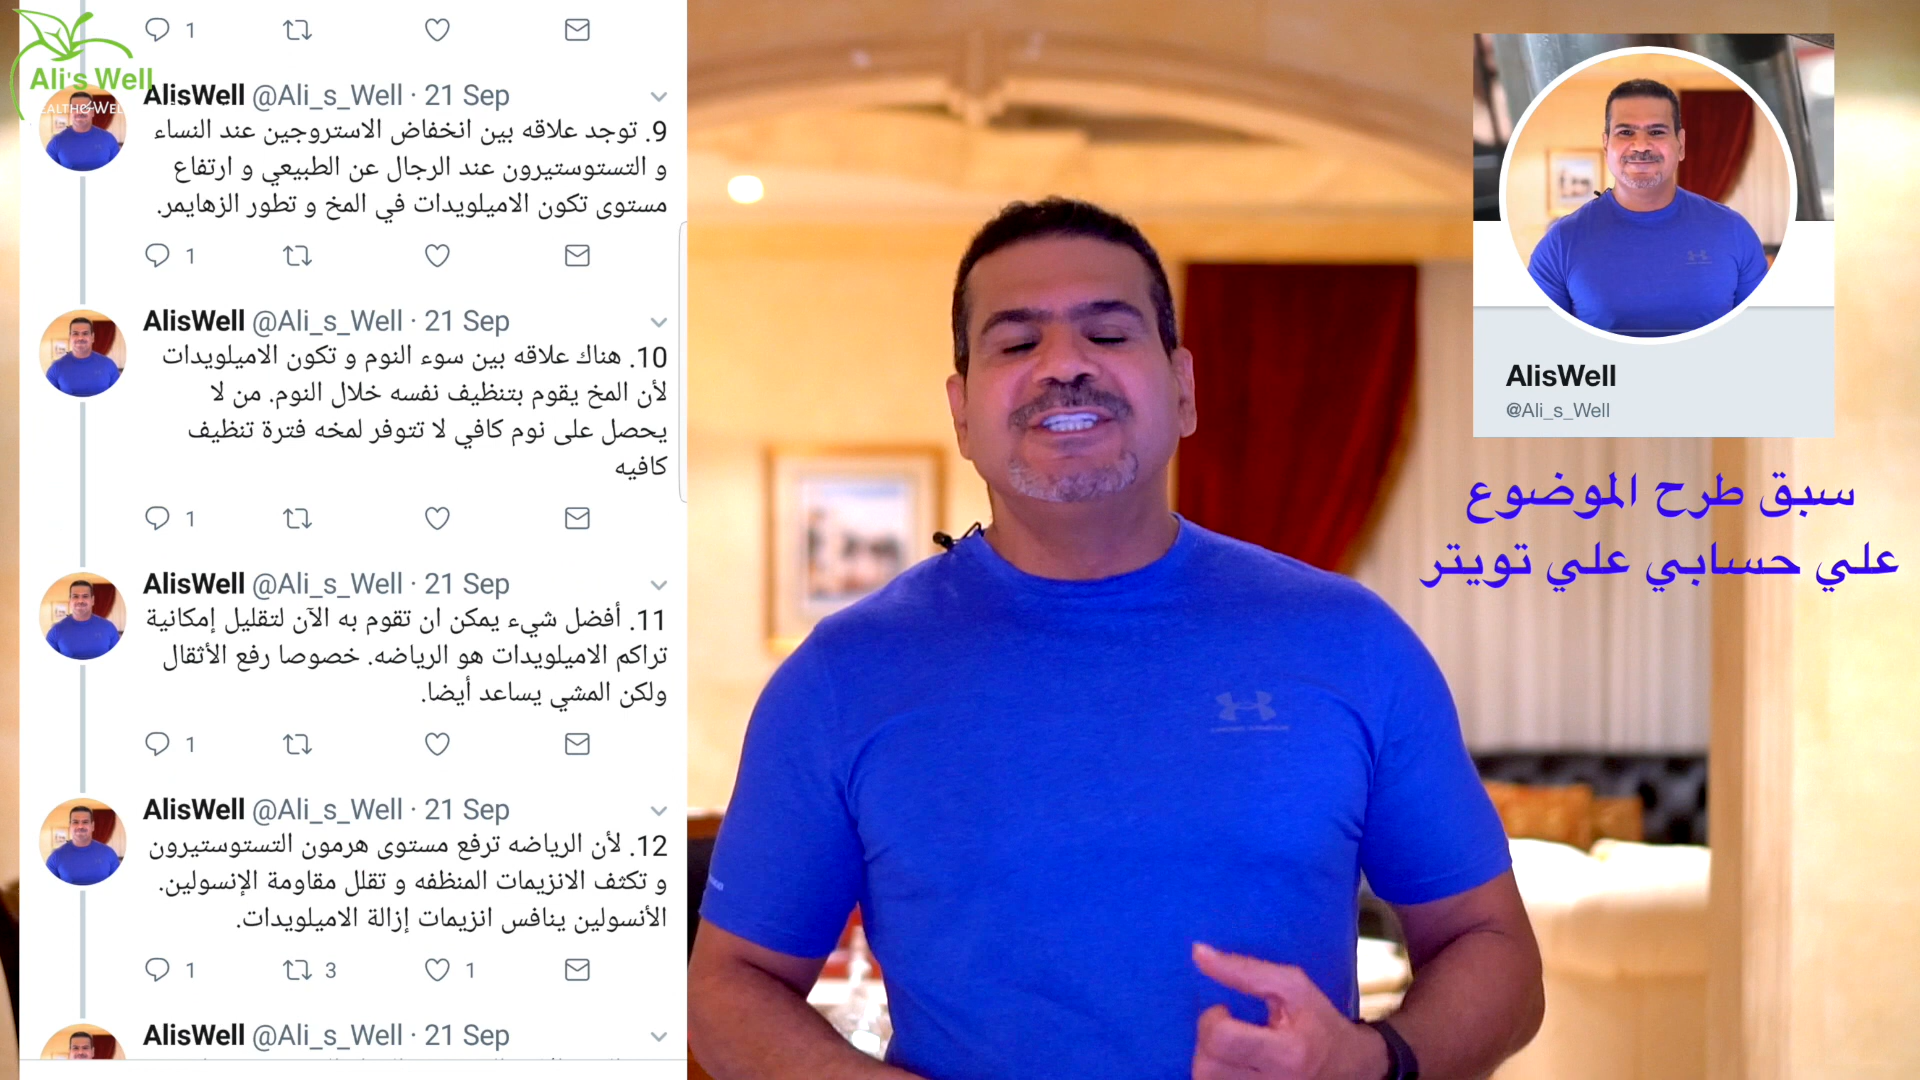 Ali's Well
1
AlisWell @Ali_s_Well · 21 Sep
9. توجد علاقه بين انخفاض الاستروجين عند النساء
و التستوستيرون عند الرجال عن الطبيعي و ارتفاع
مستوى تكون الاميلويدات في المخ و تطور الزهايمر.
1
AlisWell @Ali_s_Well · 21 Sep
10. هناك علاقه بين سوء النوم و تكون الاميلويدات
لأن المخ يقوم بتنظيف نفسه خلال النوم. من لا
يحصل على نوم كافي لا تتوفر لمخه فترة تنظيف
كافيه
1
AlisWell @Ali_s_Well · 21 Sep
11. أفضل شيء يمكن ان تقوم به الآن لتقليل إمكانية
تراكم الاميلويدات هو الرياضه. خصوصا رفع الأثقال
ولكن المشي يساعد أيضا.
1
AlisWell @Ali_s_Well · 21 Sep
12. لأن الرياضه ترفع مستوى هرمون التستوستيرون
و تكثف الانزيمات المنظفه و تقلل مقاومة الإنسولين.
الأنسولين ينافس انزيمات إزالة الاميلويدات.
1 3 1
AlisWell @Ali_s_Well · 21 Sep
AlisWell
@Ali_s_Well
سبق طرح الموضوع
علي حسابي علي تويتر